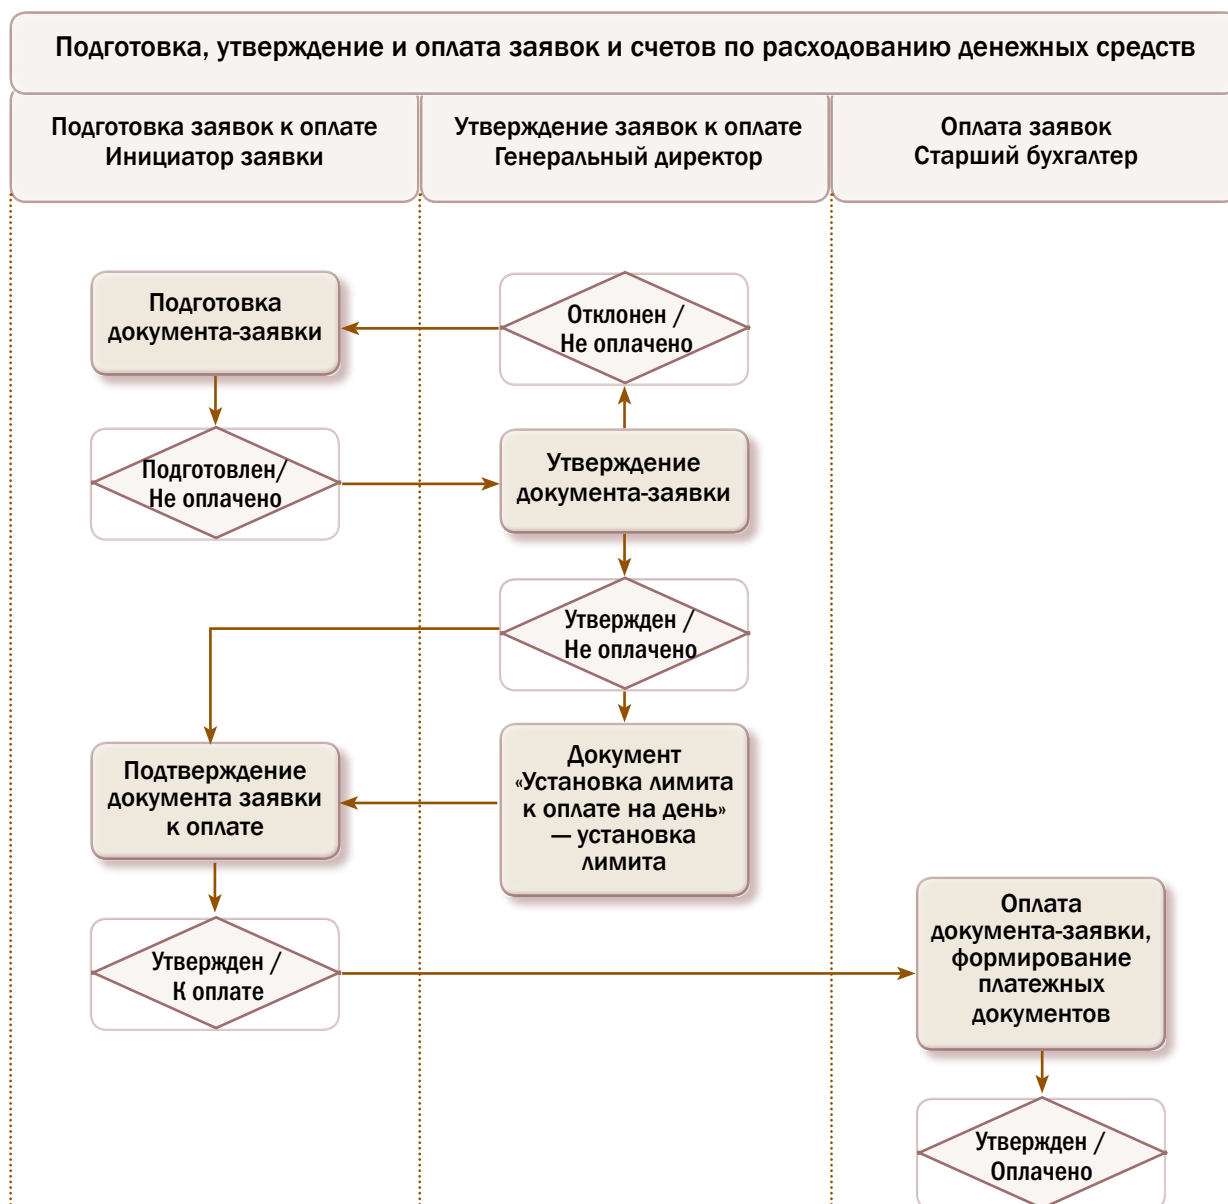 Подготовка, утверждение и оплата заявок и счетов по расходованию денежных средств
Подготовка заявок к оплате
Инициатор заявки
Утверждение заявок к оплате
Генеральный директор
Оплата заявок
Старший бухгалтер
Подготовка
документа-заявки
Отклонен /
Не оплачено
Подготовлен/
Не оплачено
Утверждение
документа-заявки
Утвержден /
Не оплачено
Подтверждение
документа заявки
к оплате
Документ
«Установка лимита
к оплате на день»
— установка
лимита
Утвержден /
К оплате
Оплата
документа-заявки,
формирование
платежных
документов
Утвержден /
Оплачено